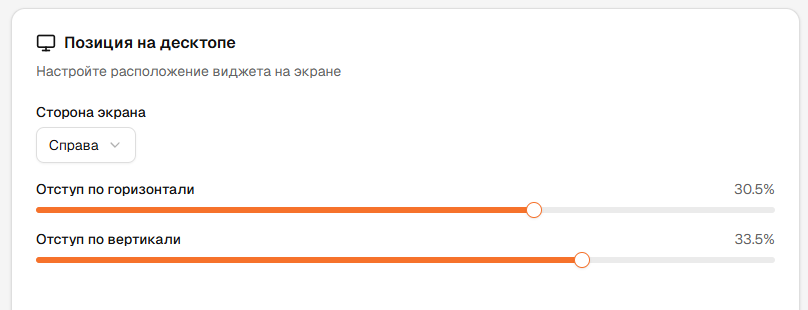 Позиция на десктопе
Настройте расположение виджета на экране
Сторона экрана
Справа
Отступ по горизонтали 30.5%
Отступ по вертикали 33.5%